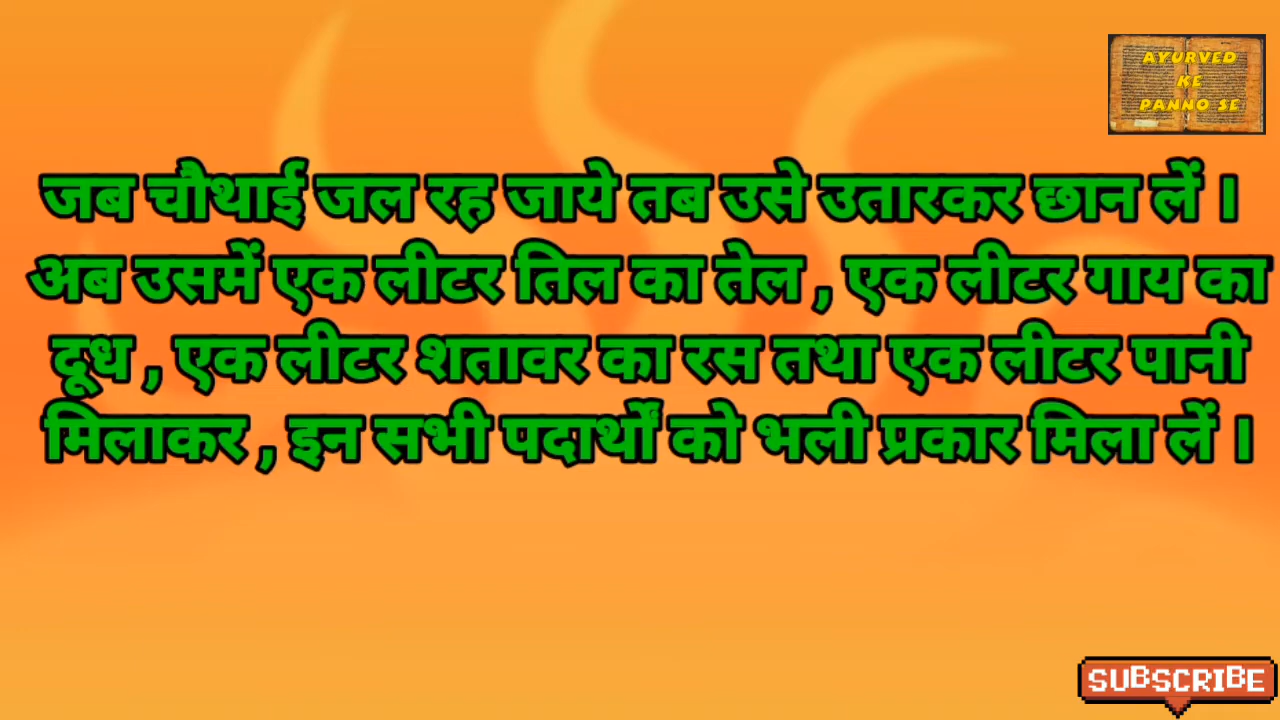 AYURVED
KE
PANNO SE
जब चौथाई जल रह जाये तब उसे उतारकर छान लें ।
अब उसमें एक लीटर तिल का तेल , एक लीटर गाय का
दूध , एक लीटर शतावर का रस तथा एक लीटर पानी
मिलाकर , इन सभी पदार्थों को भली प्रकार मिला लें ।
SUBSCRIBE